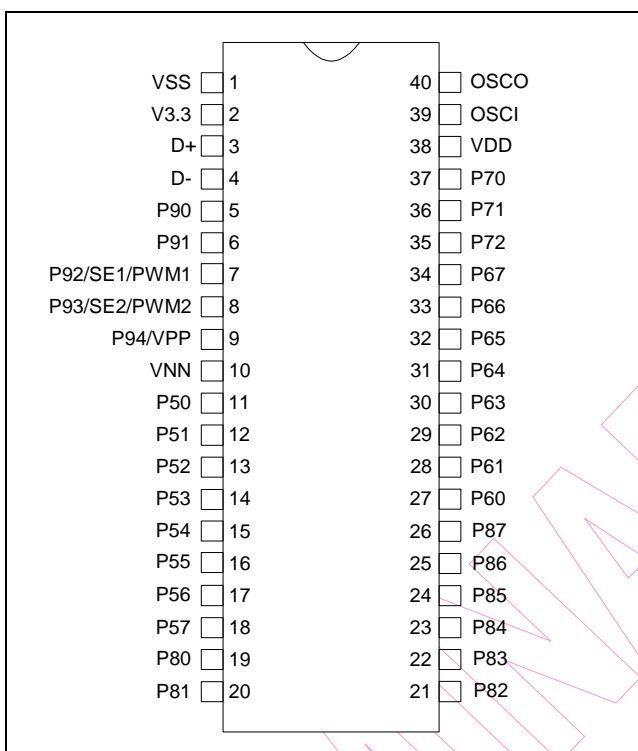 VSS 1 40 OSCO
V3.3 2 39 OSCI
D+ 3 38 VDD
D- 4 37 P70
P90 5 36 P71
P91 6 35 P72
P92/SE1/PWM1 7 34 P67
P93/SE2/PWM2 8 33 P66
P94/VPP 9 32 P65
VNN 10 31 P64
P50 11 30 P63
P51 12 29 P62
P52 13 28 P61
P53 14 27 P60
P54 15 26 P87
P55 16 25 P86
P56 17 24 P85
P57 18 23 P84
P80 19 22 P83
P81 20 21 P82